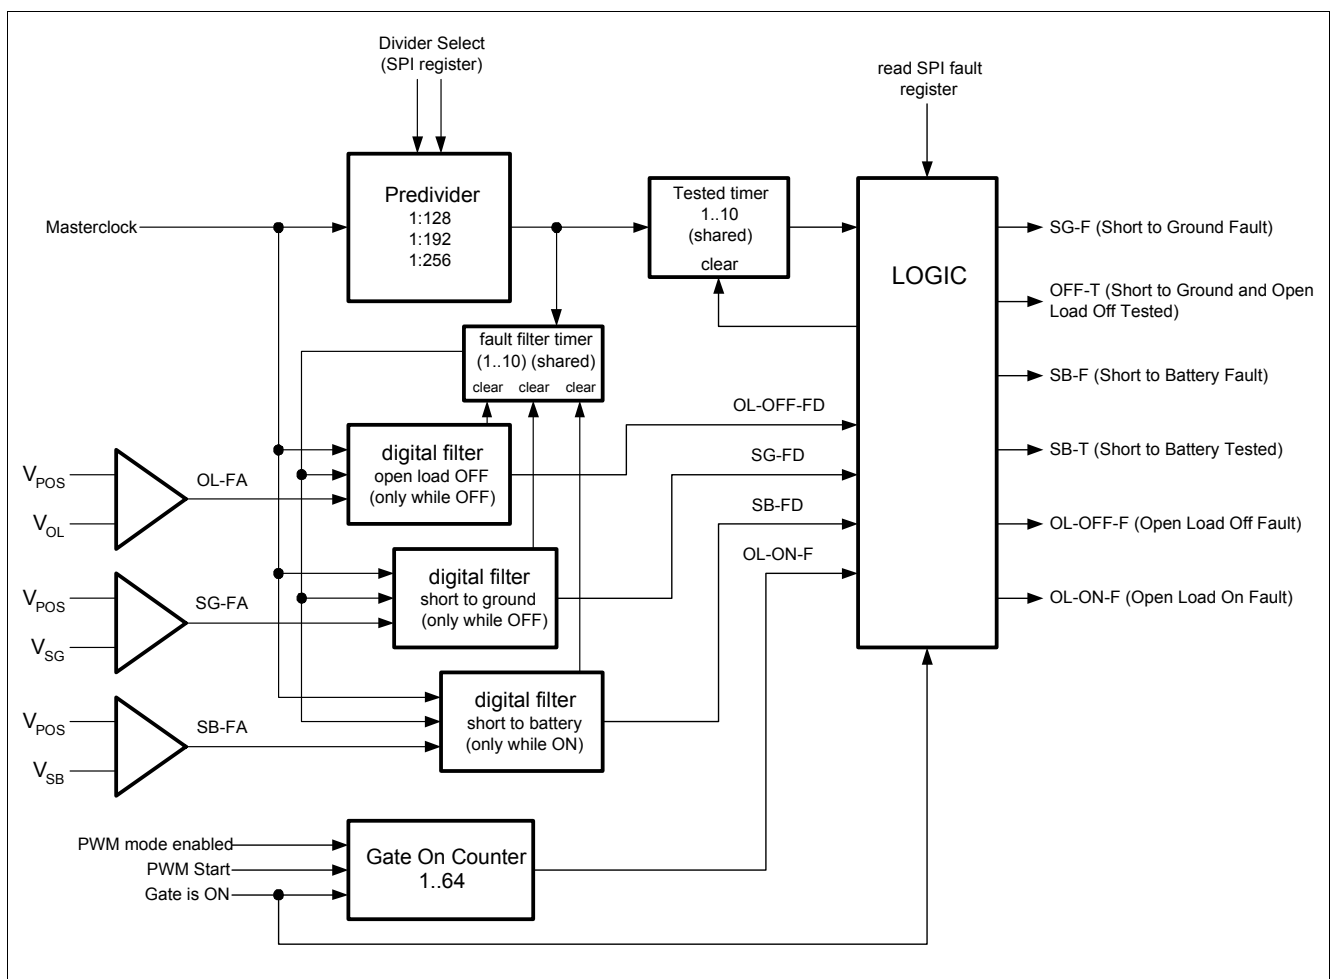 Divider Select
(SPI register)
read SPI fault
register
Predivider
1:128
1:192
1:256
Tested timer
1..10
(shared)
clear
Masterclock
LOGIC
SG-F (Short to Ground Fault)
OFF-T (Short to Ground and Open
Load Off Tested)
SB-F (Short to Battery Fault)
SB-T (Short to Battery Tested)
OL-OFF-F (Open Load Off Fault)
OL-ON-F (Open Load On Fault)
fault filter timer
(1..10) (shared)
clear clear clear
OL-OFF-FD
SG-FD
SB-FD
OL-ON-F
digital filter
open load OFF
(only while OFF)
VPOS
VOL
OL-FA
digital filter
short to ground
(only while OFF)
VPOS
VSG
SG-FA
digital filter
short to battery
(only while ON)
VPOS
VSB
SB-FA
PWM mode enabled
PWM Start
Gate is ON
Gate On Counter
1..64